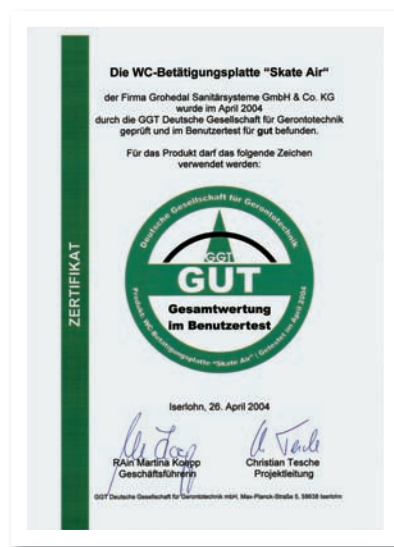 Die WC-Betätigungsplatte “Skate Air“
der Firma Grohedal Sanitärsysteme GmbH & Co. KG
wurde im April 2004
durch die GGT Deutsche Gesellschaft für Gerontotechnik
geprüft und im Benutzertest für gut befunden.
Für das Produkt darf das folgende Zeichen
verwendet werden:
ZERTIFIKAT
Deutsche Gesellschaft für Gerontotechnik
GGT
GUT
Gesamtwertung
im Benutzertest
Produkt: WC-Betätigungsplatte “Skate Air“ | Getestet im April 2004
Iserlohn, 26. April 2004
RAin Martina Koepp
Geschäftsführerin
Christian Tesche
Projektleitung
GGT Deutsche Gesellschaft für Gerontotechnik mbH, Max-Planck-Straße 5, 58638 Iserlohn